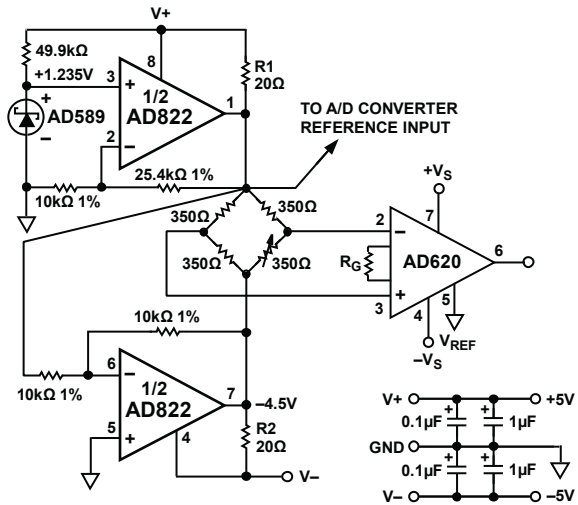 V+
49.9kΩ
+1.235V
R1
20Ω
8
3
+
1/2
AD822
1
+
AD589
−
2
−
TO A/D CONVERTER
REFERENCE INPUT
10kΩ 1%
25.4kΩ 1%
350Ω
350Ω
350Ω
350Ω
+VS
7
2
−
RG
AD620
6
+
3
4
5
VREF
−VS
10kΩ 1%
10kΩ 1%
6
−
1/2
AD822
7
−4.5V
5
+
4
R2
20Ω
V−
V+
+5V
0.1µF
+
+
1µF
GND
0.1µF
+
+
1µF
V−
−5V